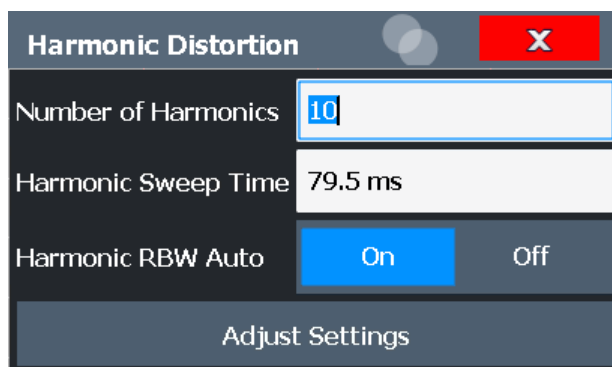 Harmonic Distortion X
Number of Harmonics 10
Harmonic Sweep Time 79.5 ms
Harmonic RBW Auto On Off
Adjust Settings